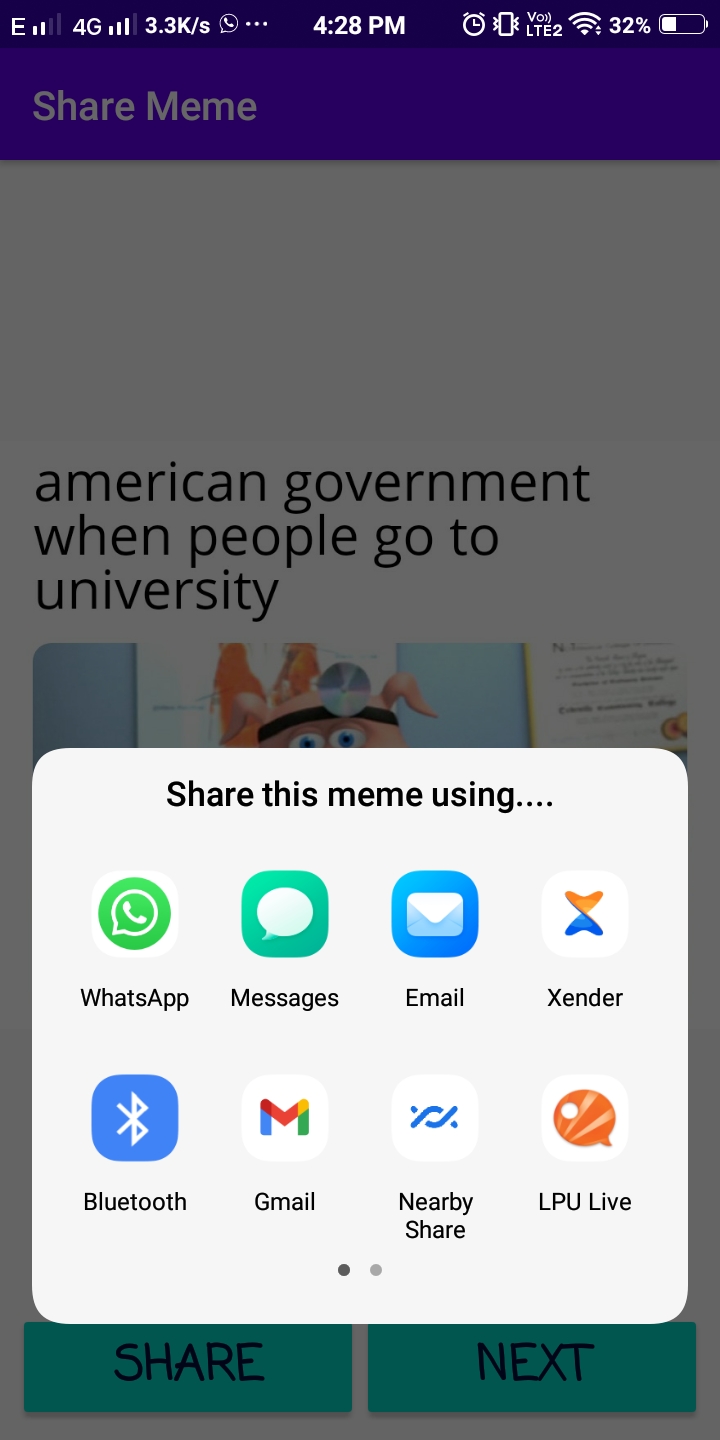 E 4G 3.3K/s 4:28 PM Vo)) LTE2 32%
Share Meme
american government
when people go to
university
Share this meme using....
WhatsApp Messages Email Xender
Bluetooth Gmail Nearby Share LPU Live
SHARE NEXT